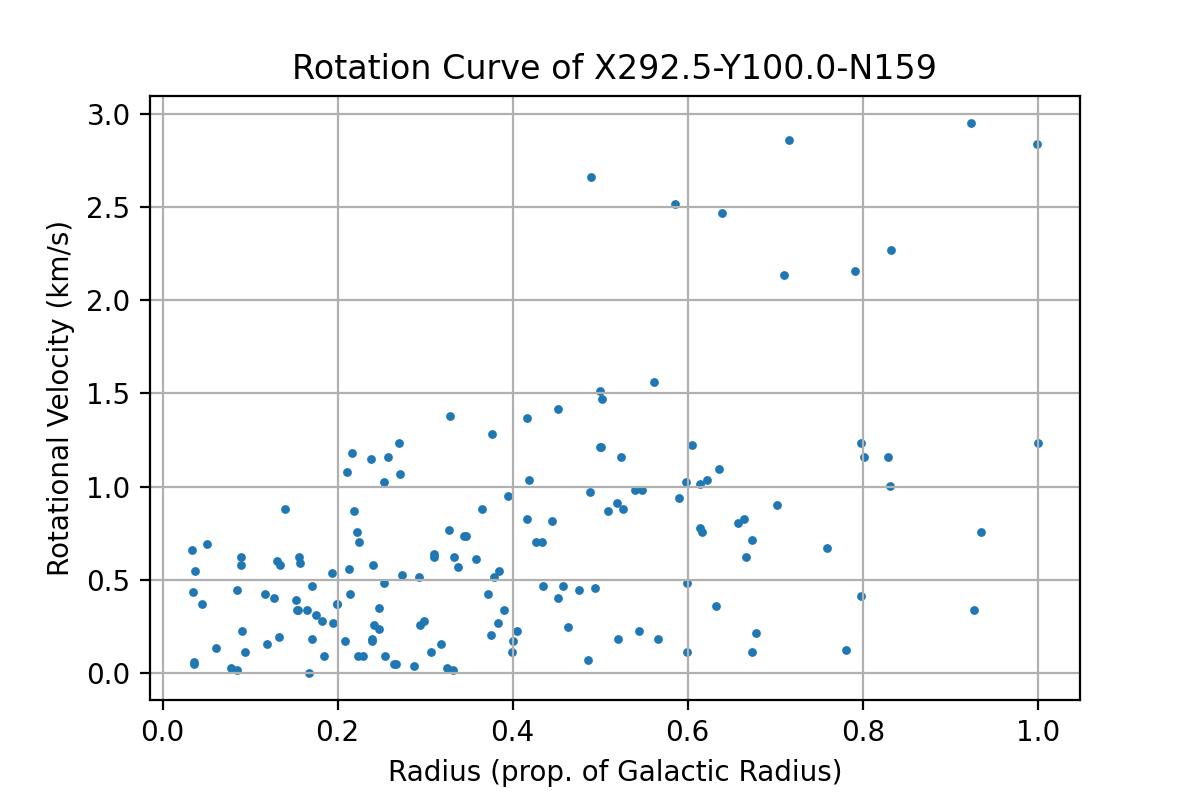 Rotation Curve of X292.5-Y100.0-N159
3.0
2.5
2.0
1.5
1.0
0.5
0.0
Rotational Velocity (km/s)
0.0 0.2 0.4 0.6 0.8 1.0
Radius (prop. of Galactic Radius)